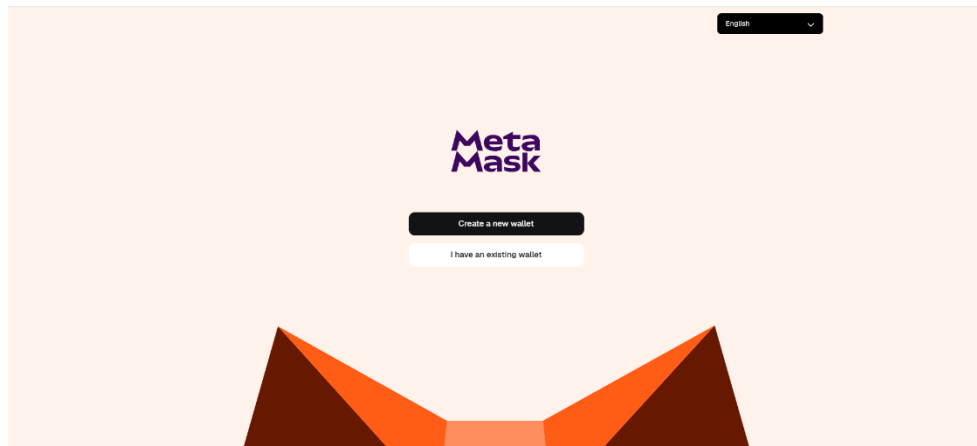 English
Meta
Mask
Create a new wallet
I have an existing wallet